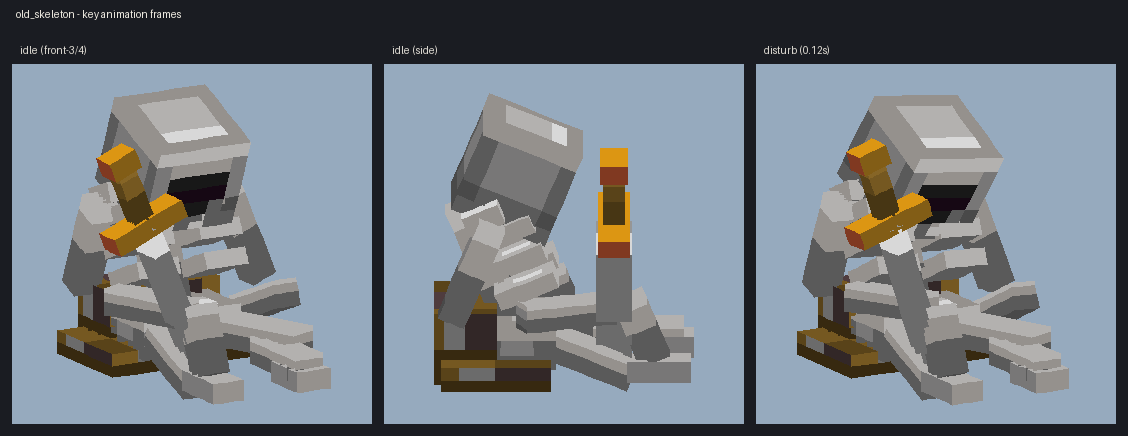 old_skeleton - key animation frames
idle (front-3/4)
idle (side)
disturb (0.12s)